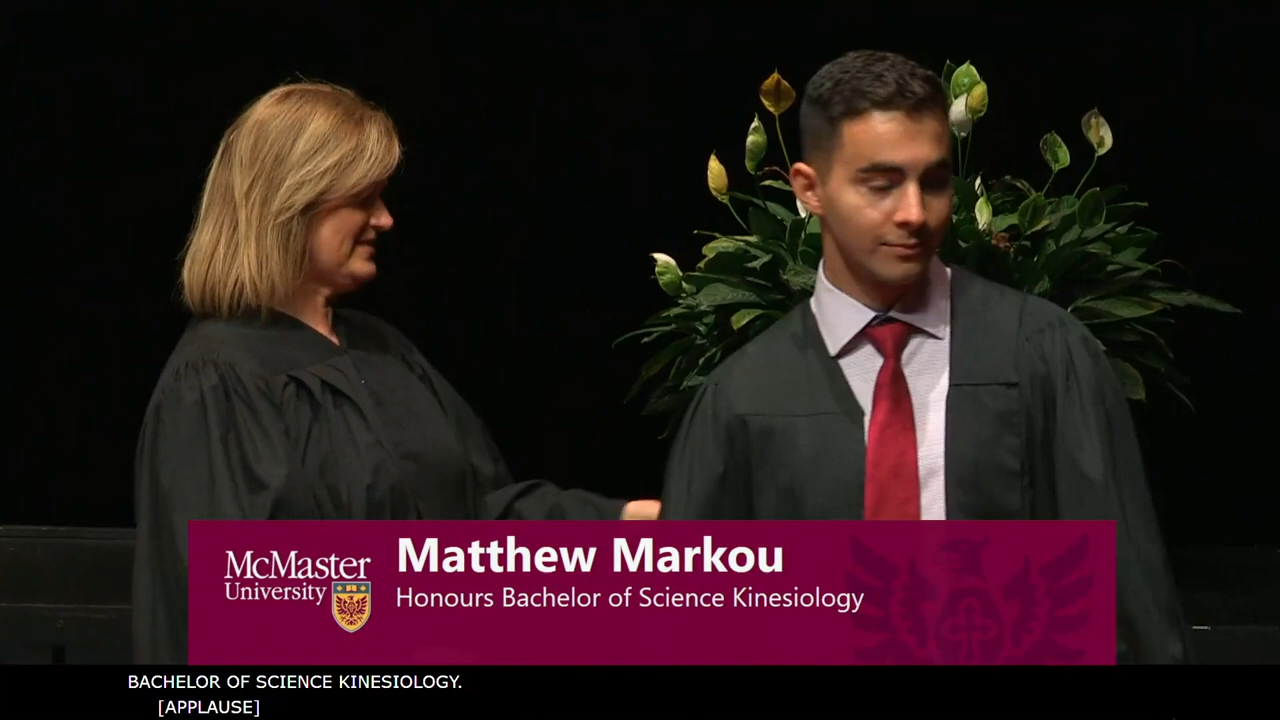 McMaster
University
Matthew Markou
Honours Bachelor of Science Kinesiology
BACHELOR OF SCIENCE KINESIOLOGY.
[APPLAUSE]